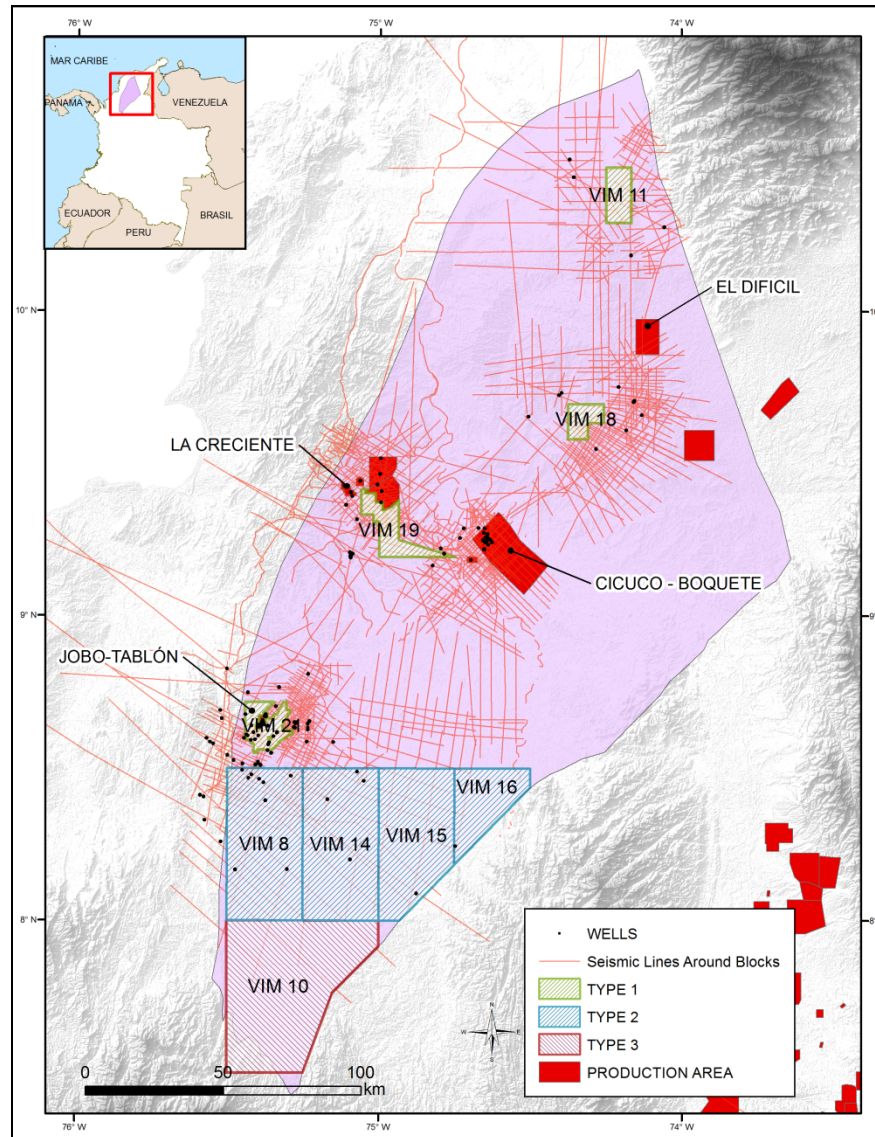 76° W
75° W
74° W
MAR CARIBE
PANAMA
VENEZUELA
ECUADOR
PERU
BRASIL
VIM 11
10° N
EL DIFICIL
VIM 18
LA CRECIENTE
VIM 19
CICUCO - BOQUETE
9° N
JOBO-TABLÓN
VIM 21
VIM 16
VIM 8
VIM 14
VIM 15
8° N
VIM 10
WELLS
Seismic Lines Around Blocks
TYPE 1
TYPE 2
TYPE 3
PRODUCTION AREA
N
W
E
S
0
50
100
km
76° W
75° W
74° W